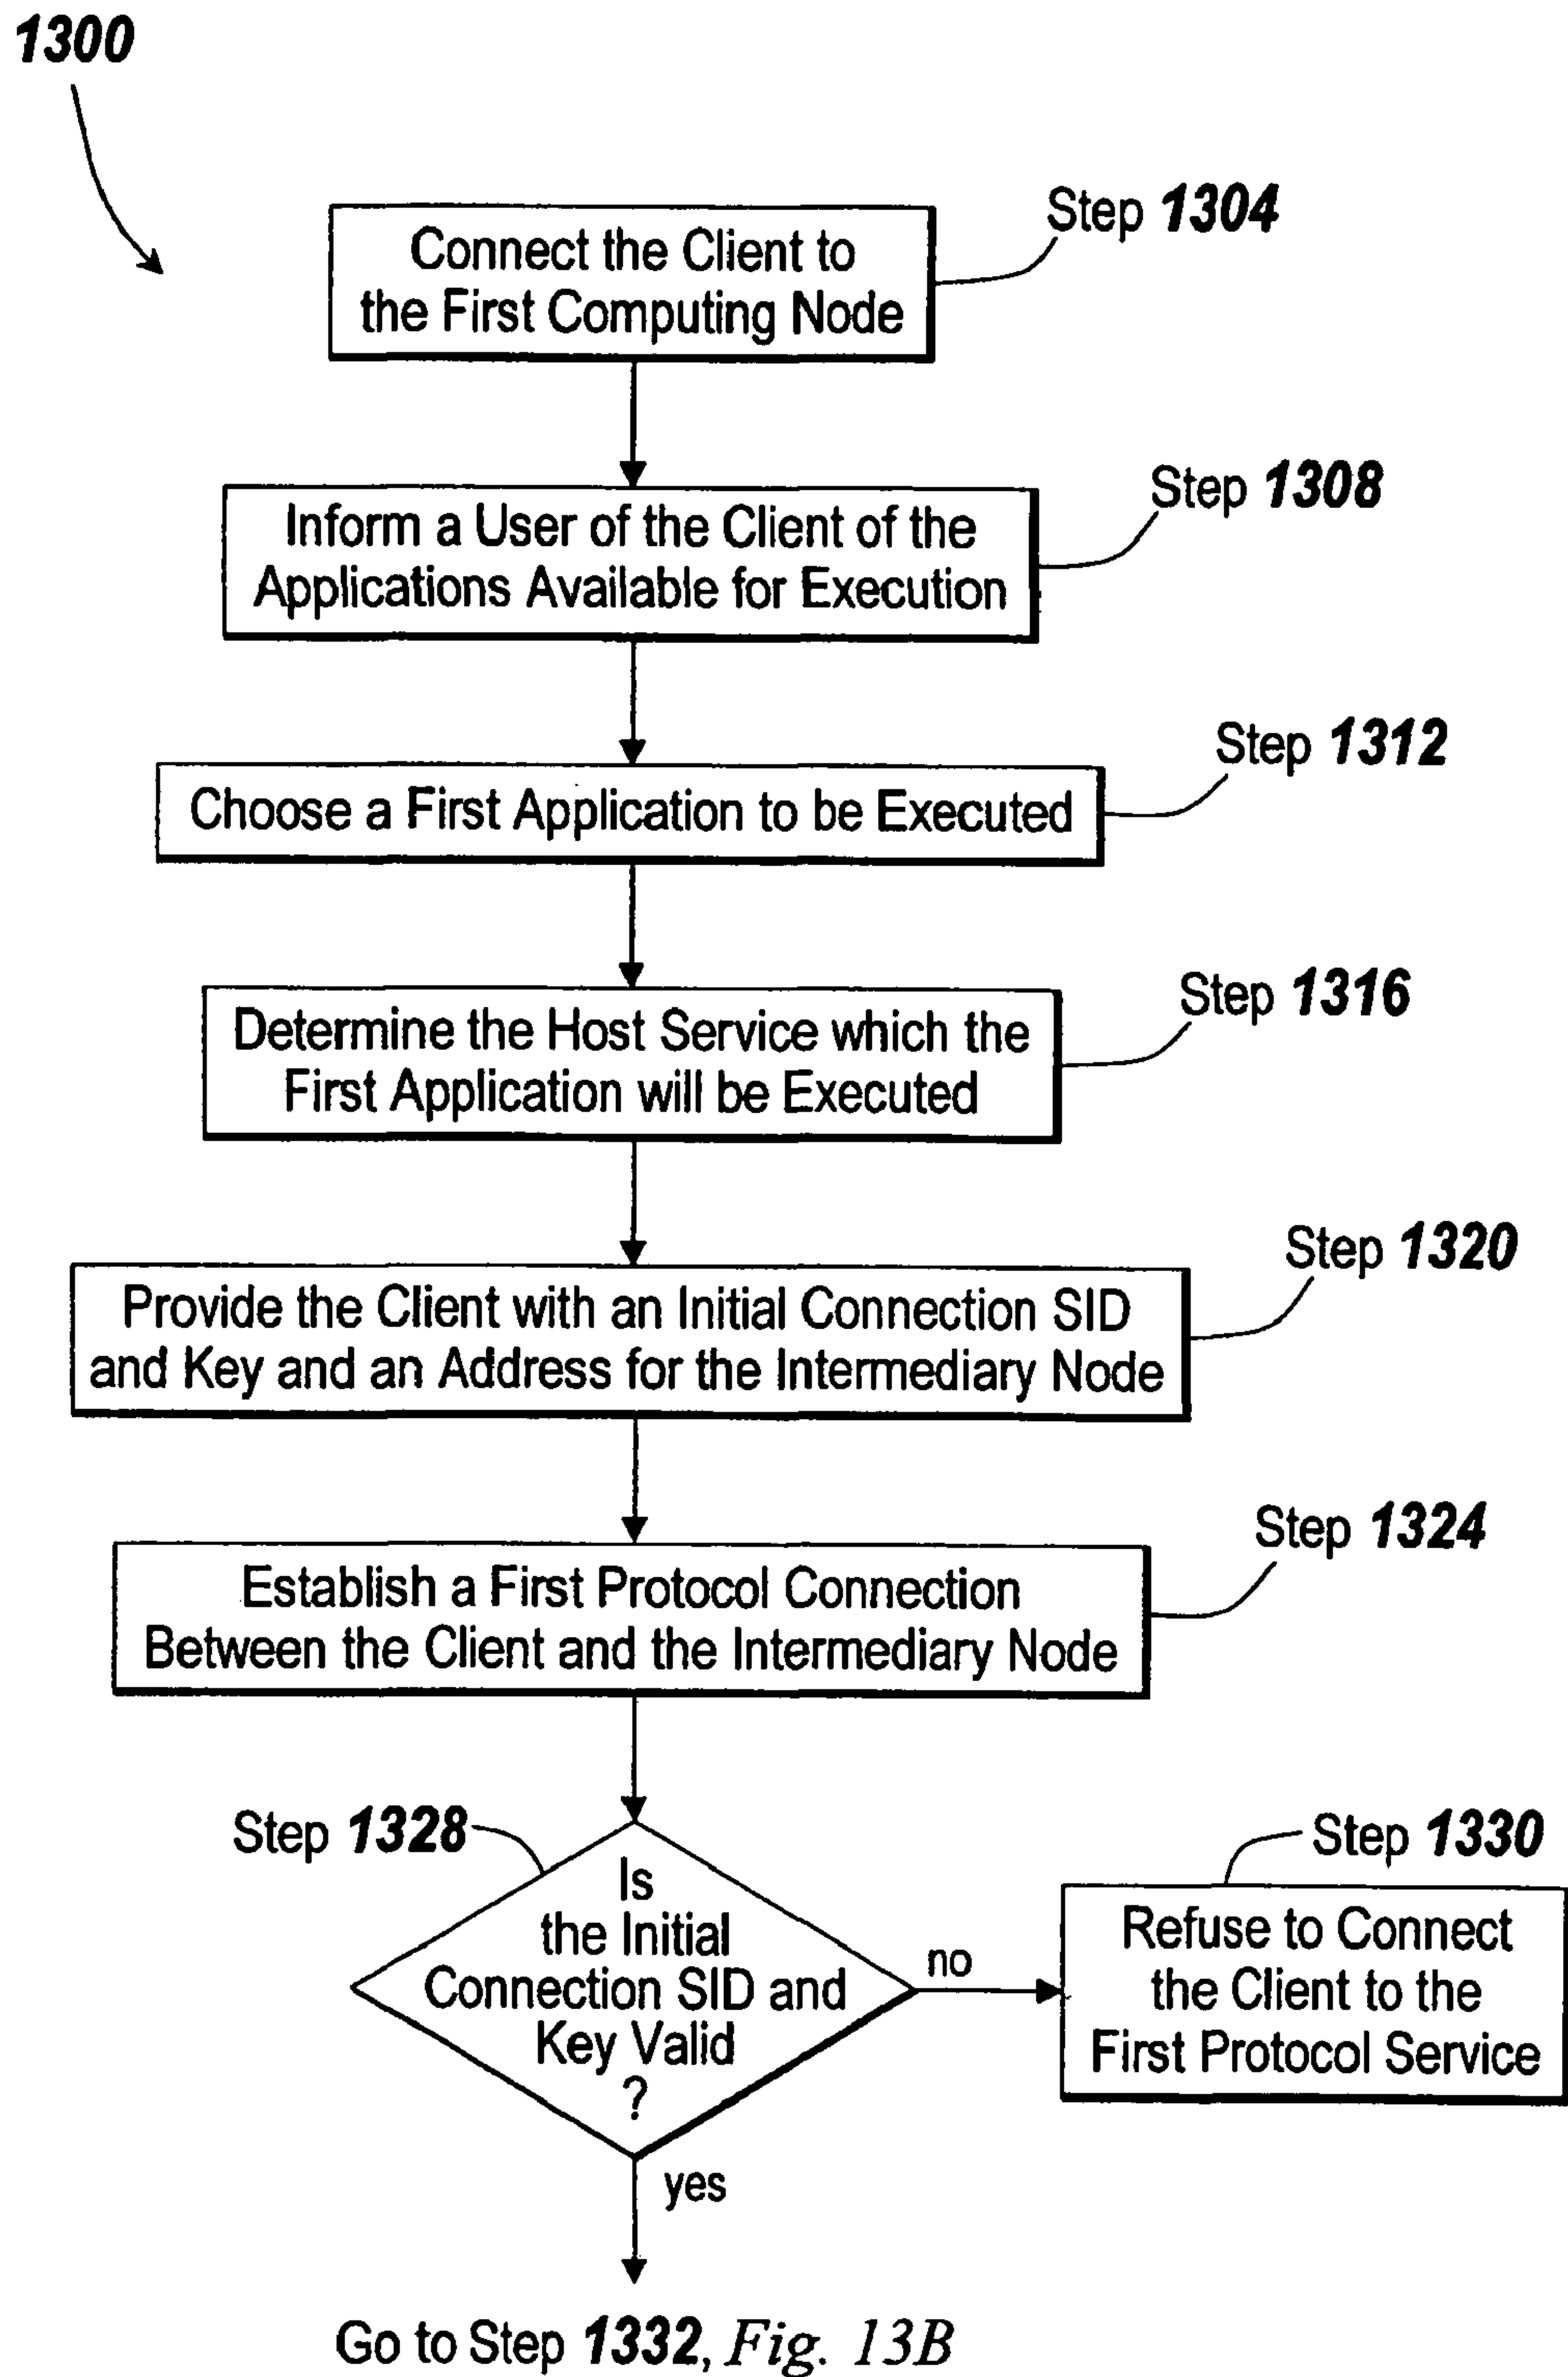 1300
Step 1304
Connect the Client to
the First Computing Node
Step 1308
Inform a User of the Client of the
Applications Available for Execution
Step 1312
Choose a First Application to be Executed
Step 1316
Determine the Host Service which the
First Application will be Executed
Step 1320
Provide the Client with an Initial Connection SID
and Key and an Address for the Intermediary Node
Step 1324
Establish a First Protocol Connection
Between the Client and the Intermediary Node
Step 1328
Is
the Initial
Connection SID and
Key Valid
?
no
Step 1330
Refuse to Connect
the Client to the
First Protocol Service
yes
Go to Step 1332, Fig. 13B